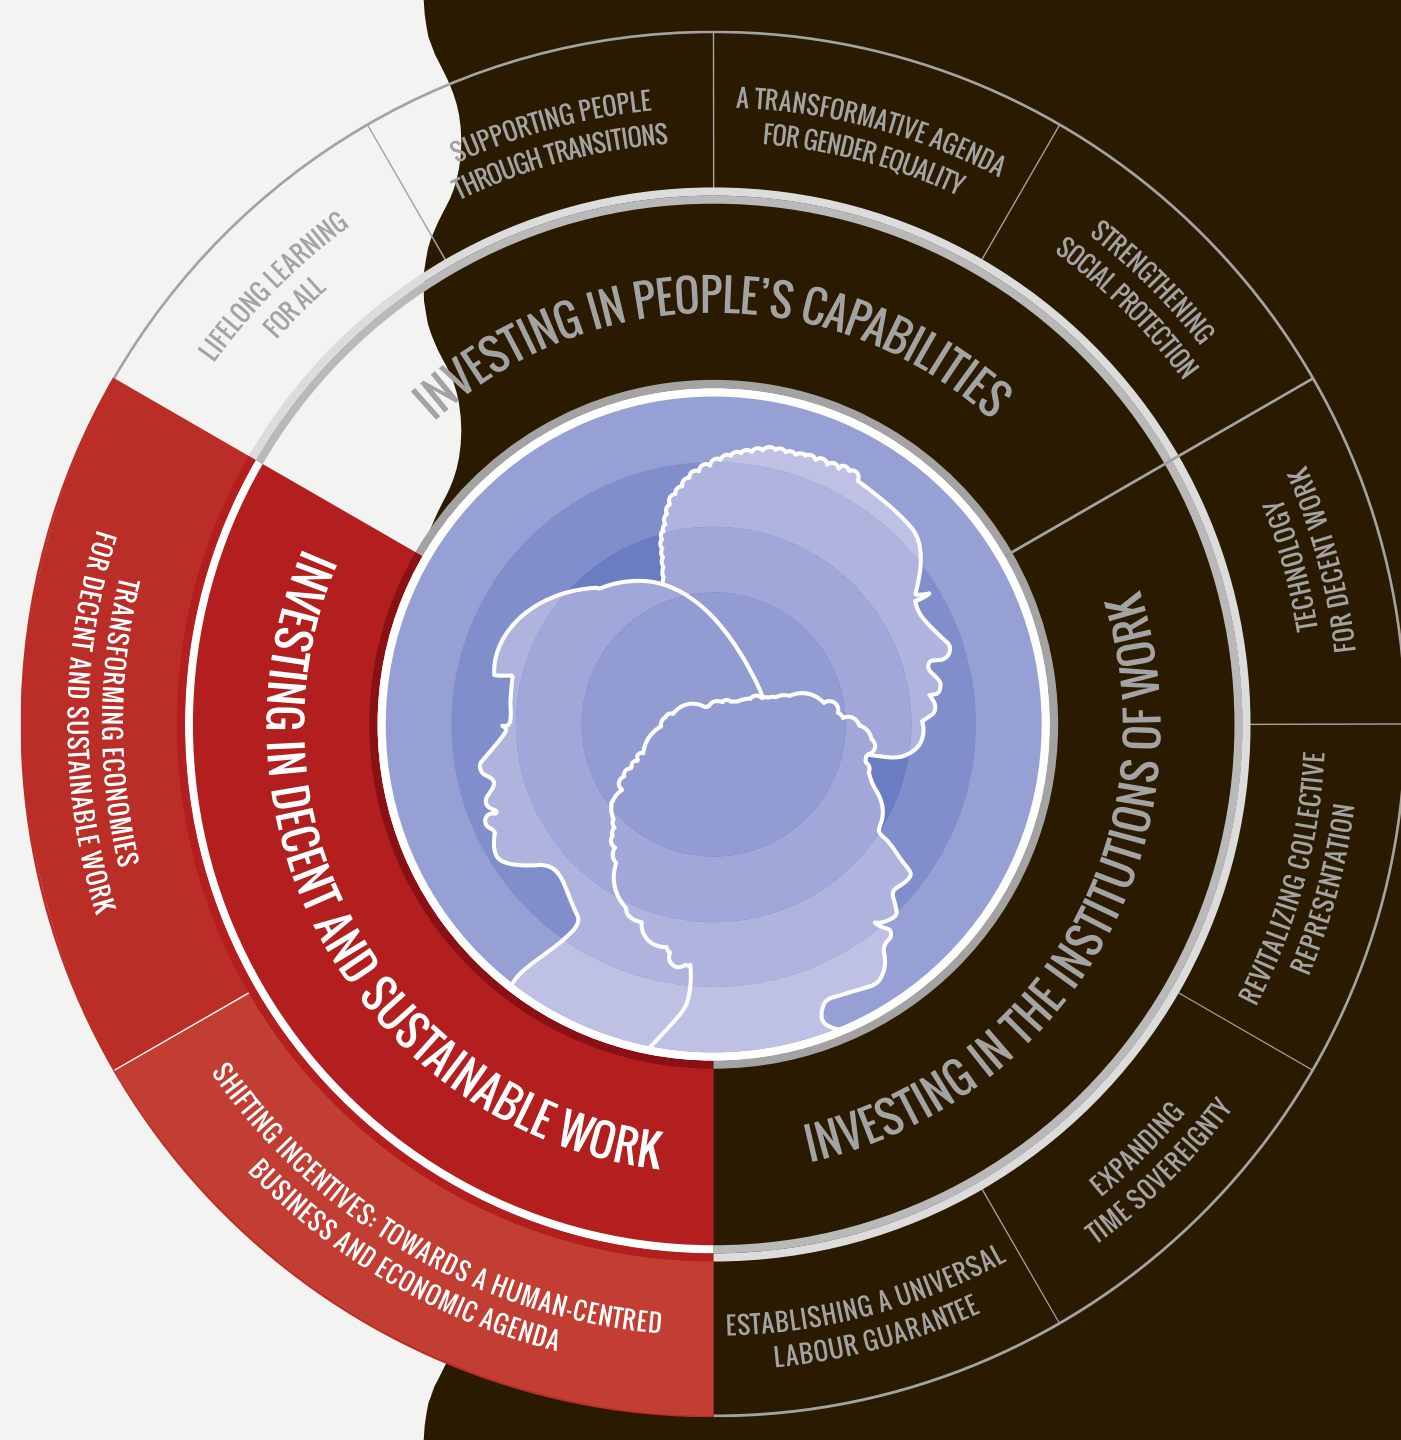 SUPPORTING PEOPLE
THROUGH TRANSITIONS
A TRANSFORMATIVE AGENDA
FOR GENDER EQUALITY
LIFELONG LEARNING
FOR ALL
STRENGTHENING
SOCIAL PROTECTION
INVESTING IN PEOPLE’S CAPABILITIES
TECHNOLOGY
FOR DECENT WORK
REVITALIZING COLLECTIVE
REPRESENTATION
EXPANDING
TIME SOVEREIGNTY
ESTABLISHING A UNIVERSAL
LABOUR GUARANTEE
INVESTING IN THE INSTITUTIONS OF WORK
TRANSFORMING ECONOMIES
FOR DECENT AND SUSTAINABLE WORK
SHIFTING INCENTIVES: TOWARDS A HUMAN-CENTRED
BUSINESS AND ECONOMIC AGENDA
INVESTING IN DECENT AND SUSTAINABLE WORK